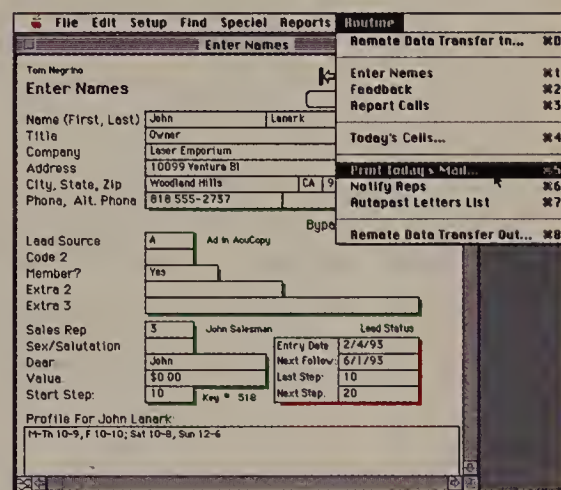 File Edit Setup Find Special Reports Routine
Enter Names
Remote Data Transfer In... ⌘0
Enter Names ⌘1
Feedback ⌘2
Report Calls ⌘3
Today's Calls... ⌘4
Print Today's Mail... ⌘5
Notify Reps ⌘6
Autopast Letters List ⌘7
Remote Data Transfer Out... ⌘8
Tom Negrino
Enter Names
Name (First, Last) John Lanark
Title Owner
Company Laser Emporium
Address 10099 Ventura Bl
City, State, Zip Woodland Hills CA 9
Phone, Alt. Phone 818 555-2737
Bypa
Lead Source A Ad in AcuCopy
Code 2
Member? Yes
Extra 2
Extra 3
Sales Rep 3 John Salesman Lead Status
Sex/Salutation Entry Date 2/4/93
Dear John Next Follow: 6/1/93
Value $0.00 Last Step: 10
Start Step: 10 Key # 518 Next Step. 20
Profile For John Lanark:
M-Th 10-9, F 10-10; Sat 10-8, Sun 12-6